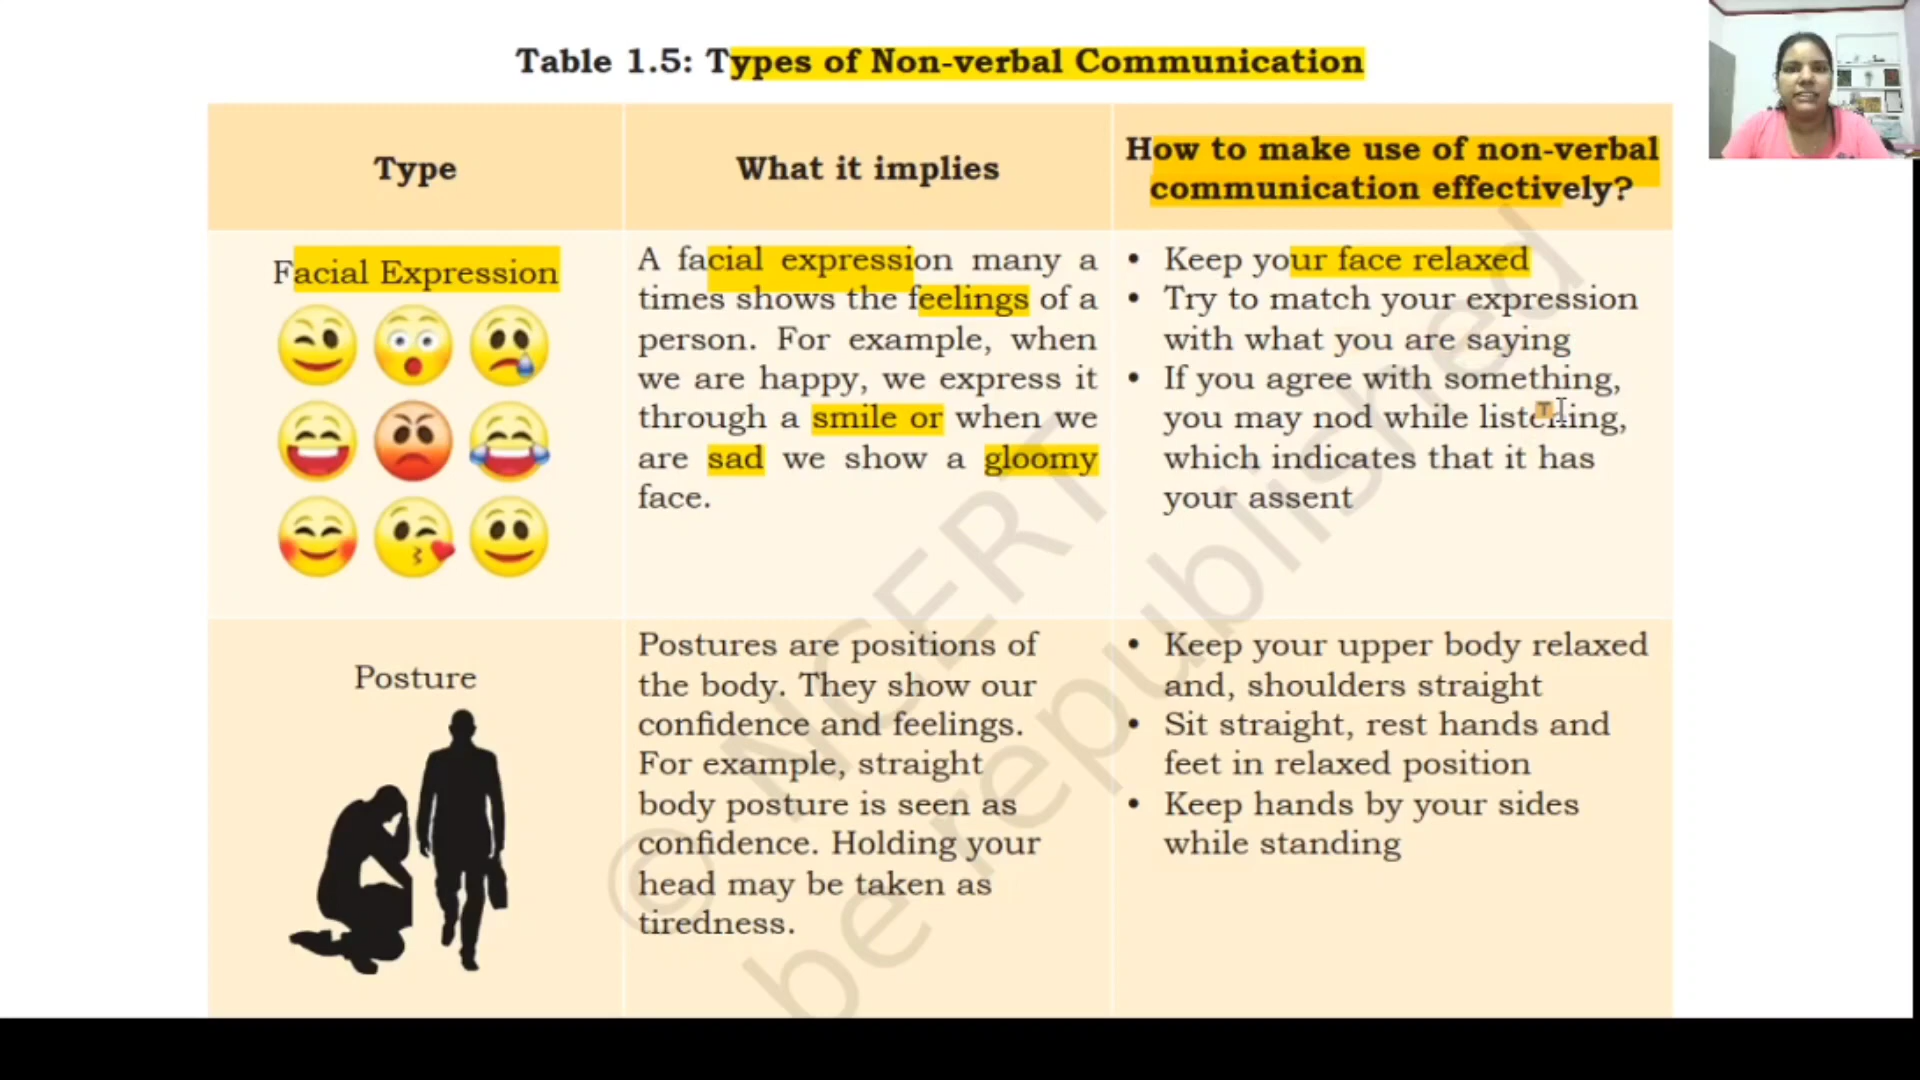 Table 1.5: Types of Non-verbal Communication
Type
What it implies
How to make use of non-verbal
communication effectively?
Facial Expression
A facial expression many a
times shows the feelings of a
person. For example, when
we are happy, we express it
through a smile or when we
are sad we show a gloomy
face.
• Keep your face relaxed
• Try to match your expression
with what you are saying
• If you agree with something,
you may nod while listening,
which indicates that it has
your assent
Posture
Postures are positions of
the body. They show our
confidence and feelings.
For example, straight
body posture is seen as
confidence. Holding your
head may be taken as
tiredness.
• Keep your upper body relaxed
and, shoulders straight
• Sit straight, rest hands and
feet in relaxed position
• Keep hands by your sides
while standing
© NCERT
be republished